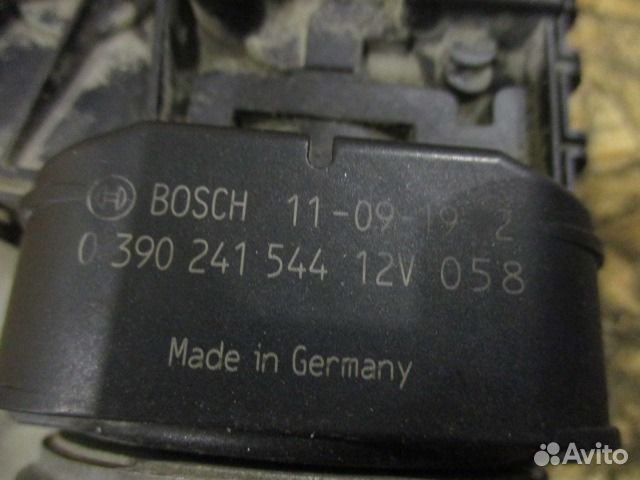 BOSCH 11-09-19 2
0 390 241 544 12V 058
Made in Germany
Avito